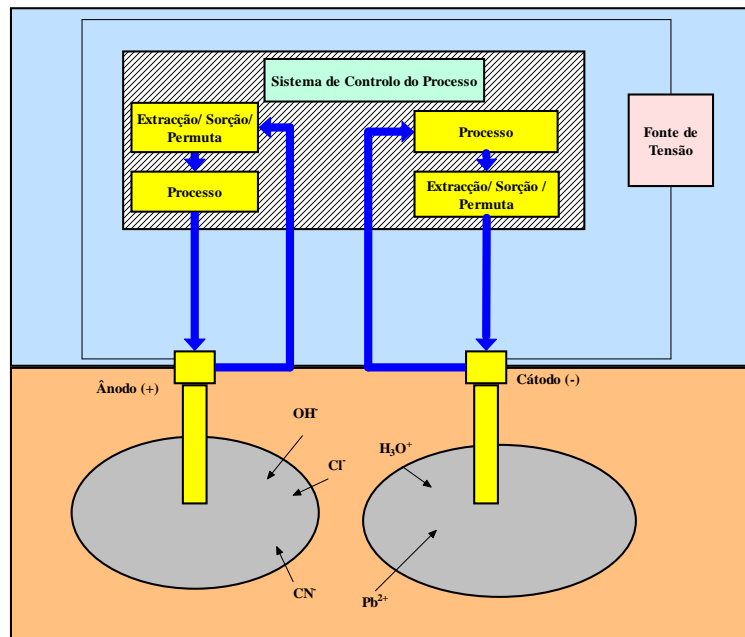 Sistema de Controlo do Processo
Extracção/ Sorção/
Permuta
Processo
Processo
Extracção/ Sorção /
Permuta
Fonte de
Tensão
Ânodo (+)
Cátodo (-)
OH⁻
Cl⁻
CN⁻
H₃O⁺
Pb²⁺